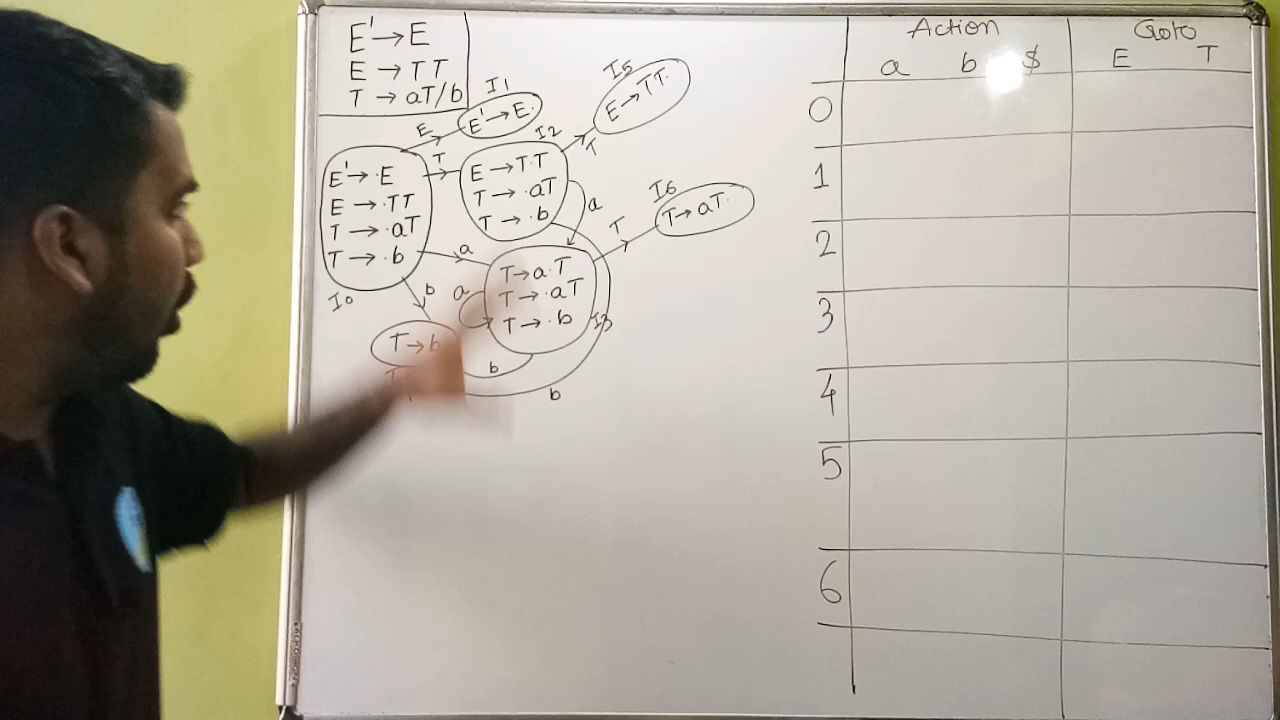 E'→E
E → TT
T → aT/b
I1
E'→E.
I5
E→TT.
E
T
I2
T
E'→ .E
E → .TT
T → .aT
T → .b
I0
E →T.T
T → .aT
T → .b
a
I6
T→ aT.
T
a
b
T→a.T
T → .aT
T → .b
I3
a
T→b
b
b
Action Goto
a b $ E T
0
1
2
3
4
5
6